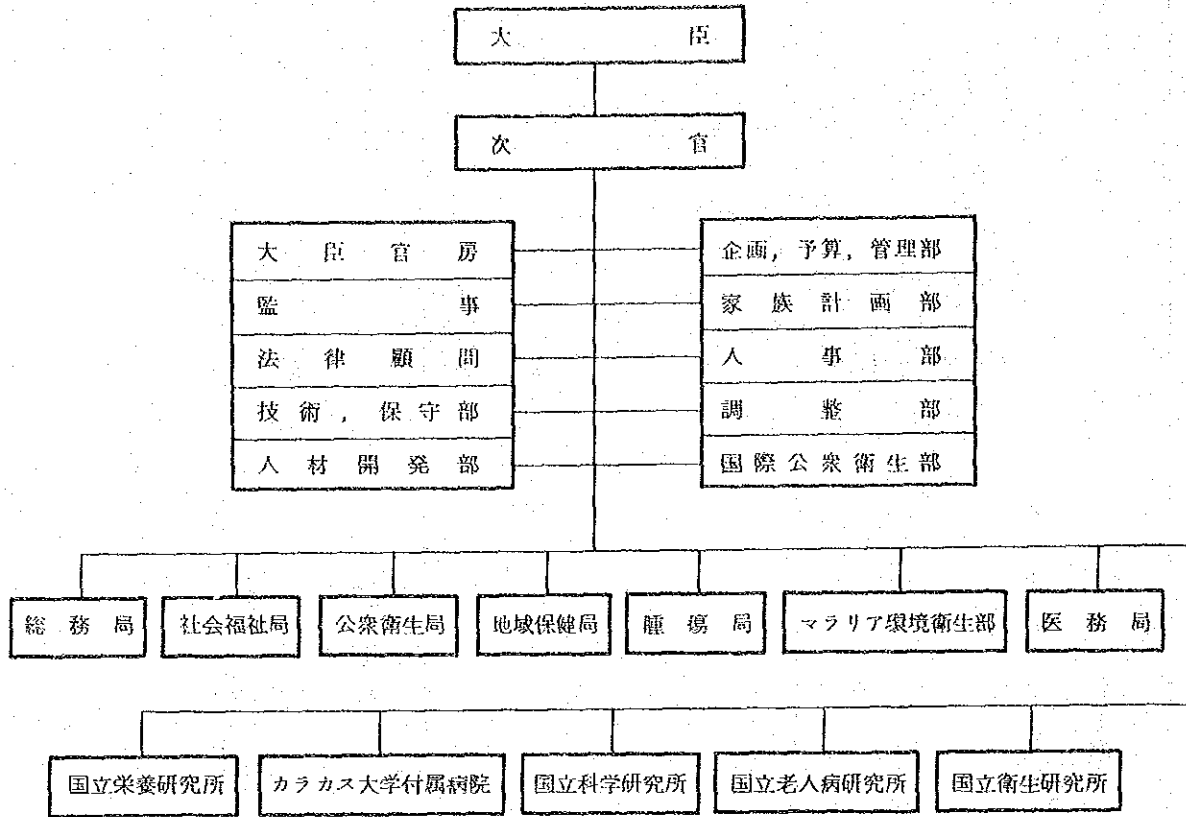 大臣
次官
大臣官房
監事
法律顧問
技術，保守部
人材開発部
企画，予算，管理部
家族計画部
人事部
調整部
国際公衆衛生部
総務局
社会福祉局
公衆衛生局
地域保健局
腫瘍局
マラリア環境衛生部
医務局
国立栄養研究所
カラカス大学付属病院
国立科学研究所
国立老人病研究所
国立衛生研究所